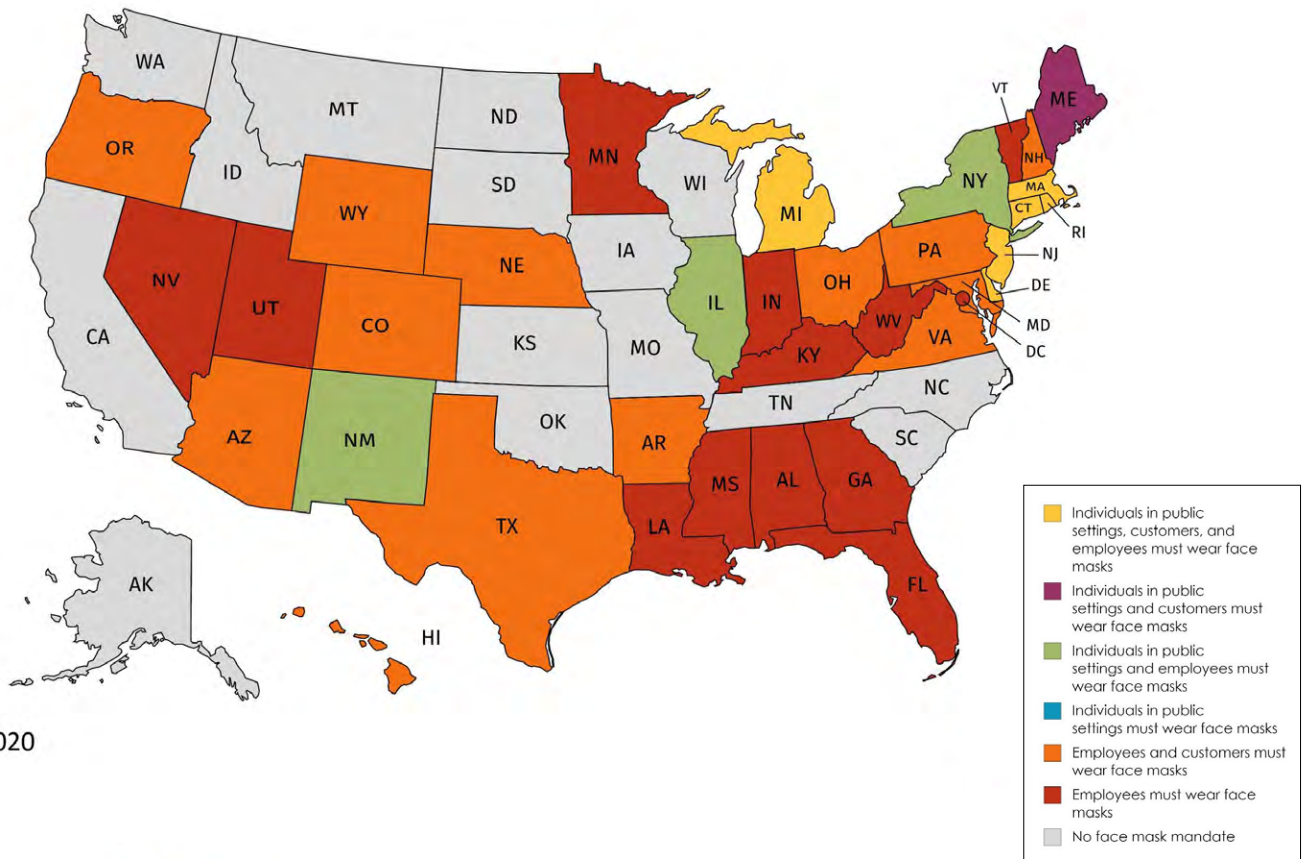 WA
MT
ND
MN
VT
ME
OR
ID
SD
WI
NH
NY
MA
WY
MI
CT
RI
IA
PA
NJ
NE
OH
DE
NV
IL
IN
UT
WV
MD
CO
VA
CA
KS
MO
KY
DC
NC
TN
OK
AZ
NM
AR
SC
MS
AL
GA
TX
LA
AK
FL
HI
020
Individuals in public
settings, customers, and
employees must wear face
masks
Individuals in public
settings and customers must
wear face masks
Individuals in public
settings and employees must
wear face masks
Individuals in public
settings must wear face masks
Employees and customers must
wear face masks
Employees must wear face
masks
No face mask mandate